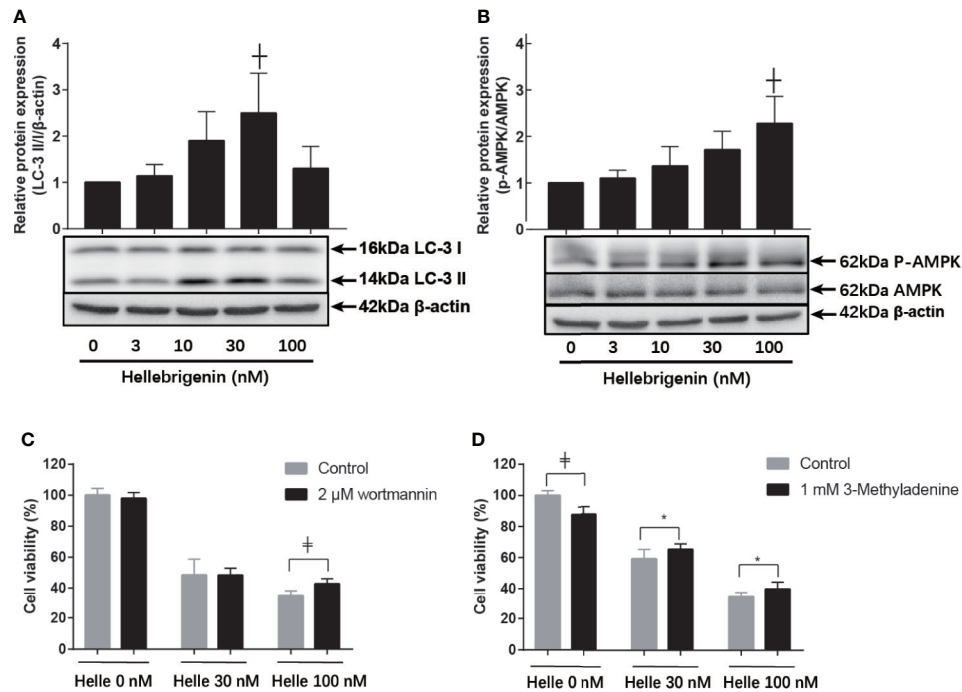 A
Relative protein expression
(LC-3 II/I/β-actin)
4
3
2
1
0
╪
16kDa LC-3 I
14kDa LC-3 II
42kDa β-actin
0 3 10 30 100
Hellebrigenin (nM)
B
Relative protein expression
(p-AMPK/AMPK)
4
3
2
1
0
╪
62kDa P-AMPK
62kDa AMPK
42kDa β-actin
0 3 10 30 100
Hellebrigenin (nM)
C
Cell viability (%)
120
100
80
60
40
20
0
Control
2 μM wortmannin
ǂ
Helle 0 nM Helle 30 nM Helle 100 nM
D
Cell viability (%)
120
100
80
60
40
20
0
Control
1 mM 3-Methyladenine
ǂ
*
*
Helle 0 nM Helle 30 nM Helle 100 nM